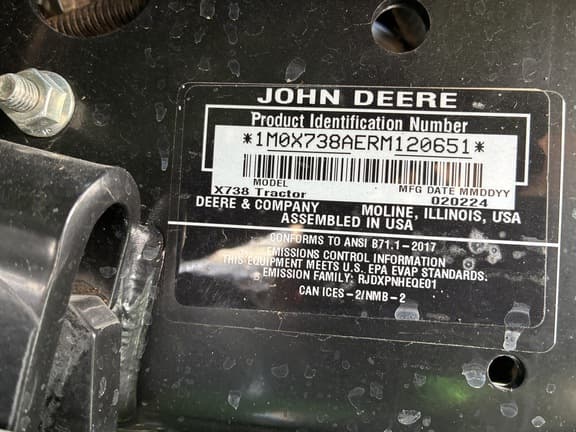 JOHN DEERE
Product Identification Number
*1M0X738AERM120651*
MODEL MFG DATE MMDDYY
X738 Tractor 020224
DEERE & COMPANY MOLINE, ILLINOIS, USA
ASSEMBLED IN USA
CONFORMS TO ANSI B71.1-2017
EMISSIONS CONTROL INFORMATION
THIS EQUIPMENT MEETS U.S. EPA EVAP STANDARDS.
EMISSION FAMILY: RJDXPNHEQE01
CAN ICES-2/NMB-2